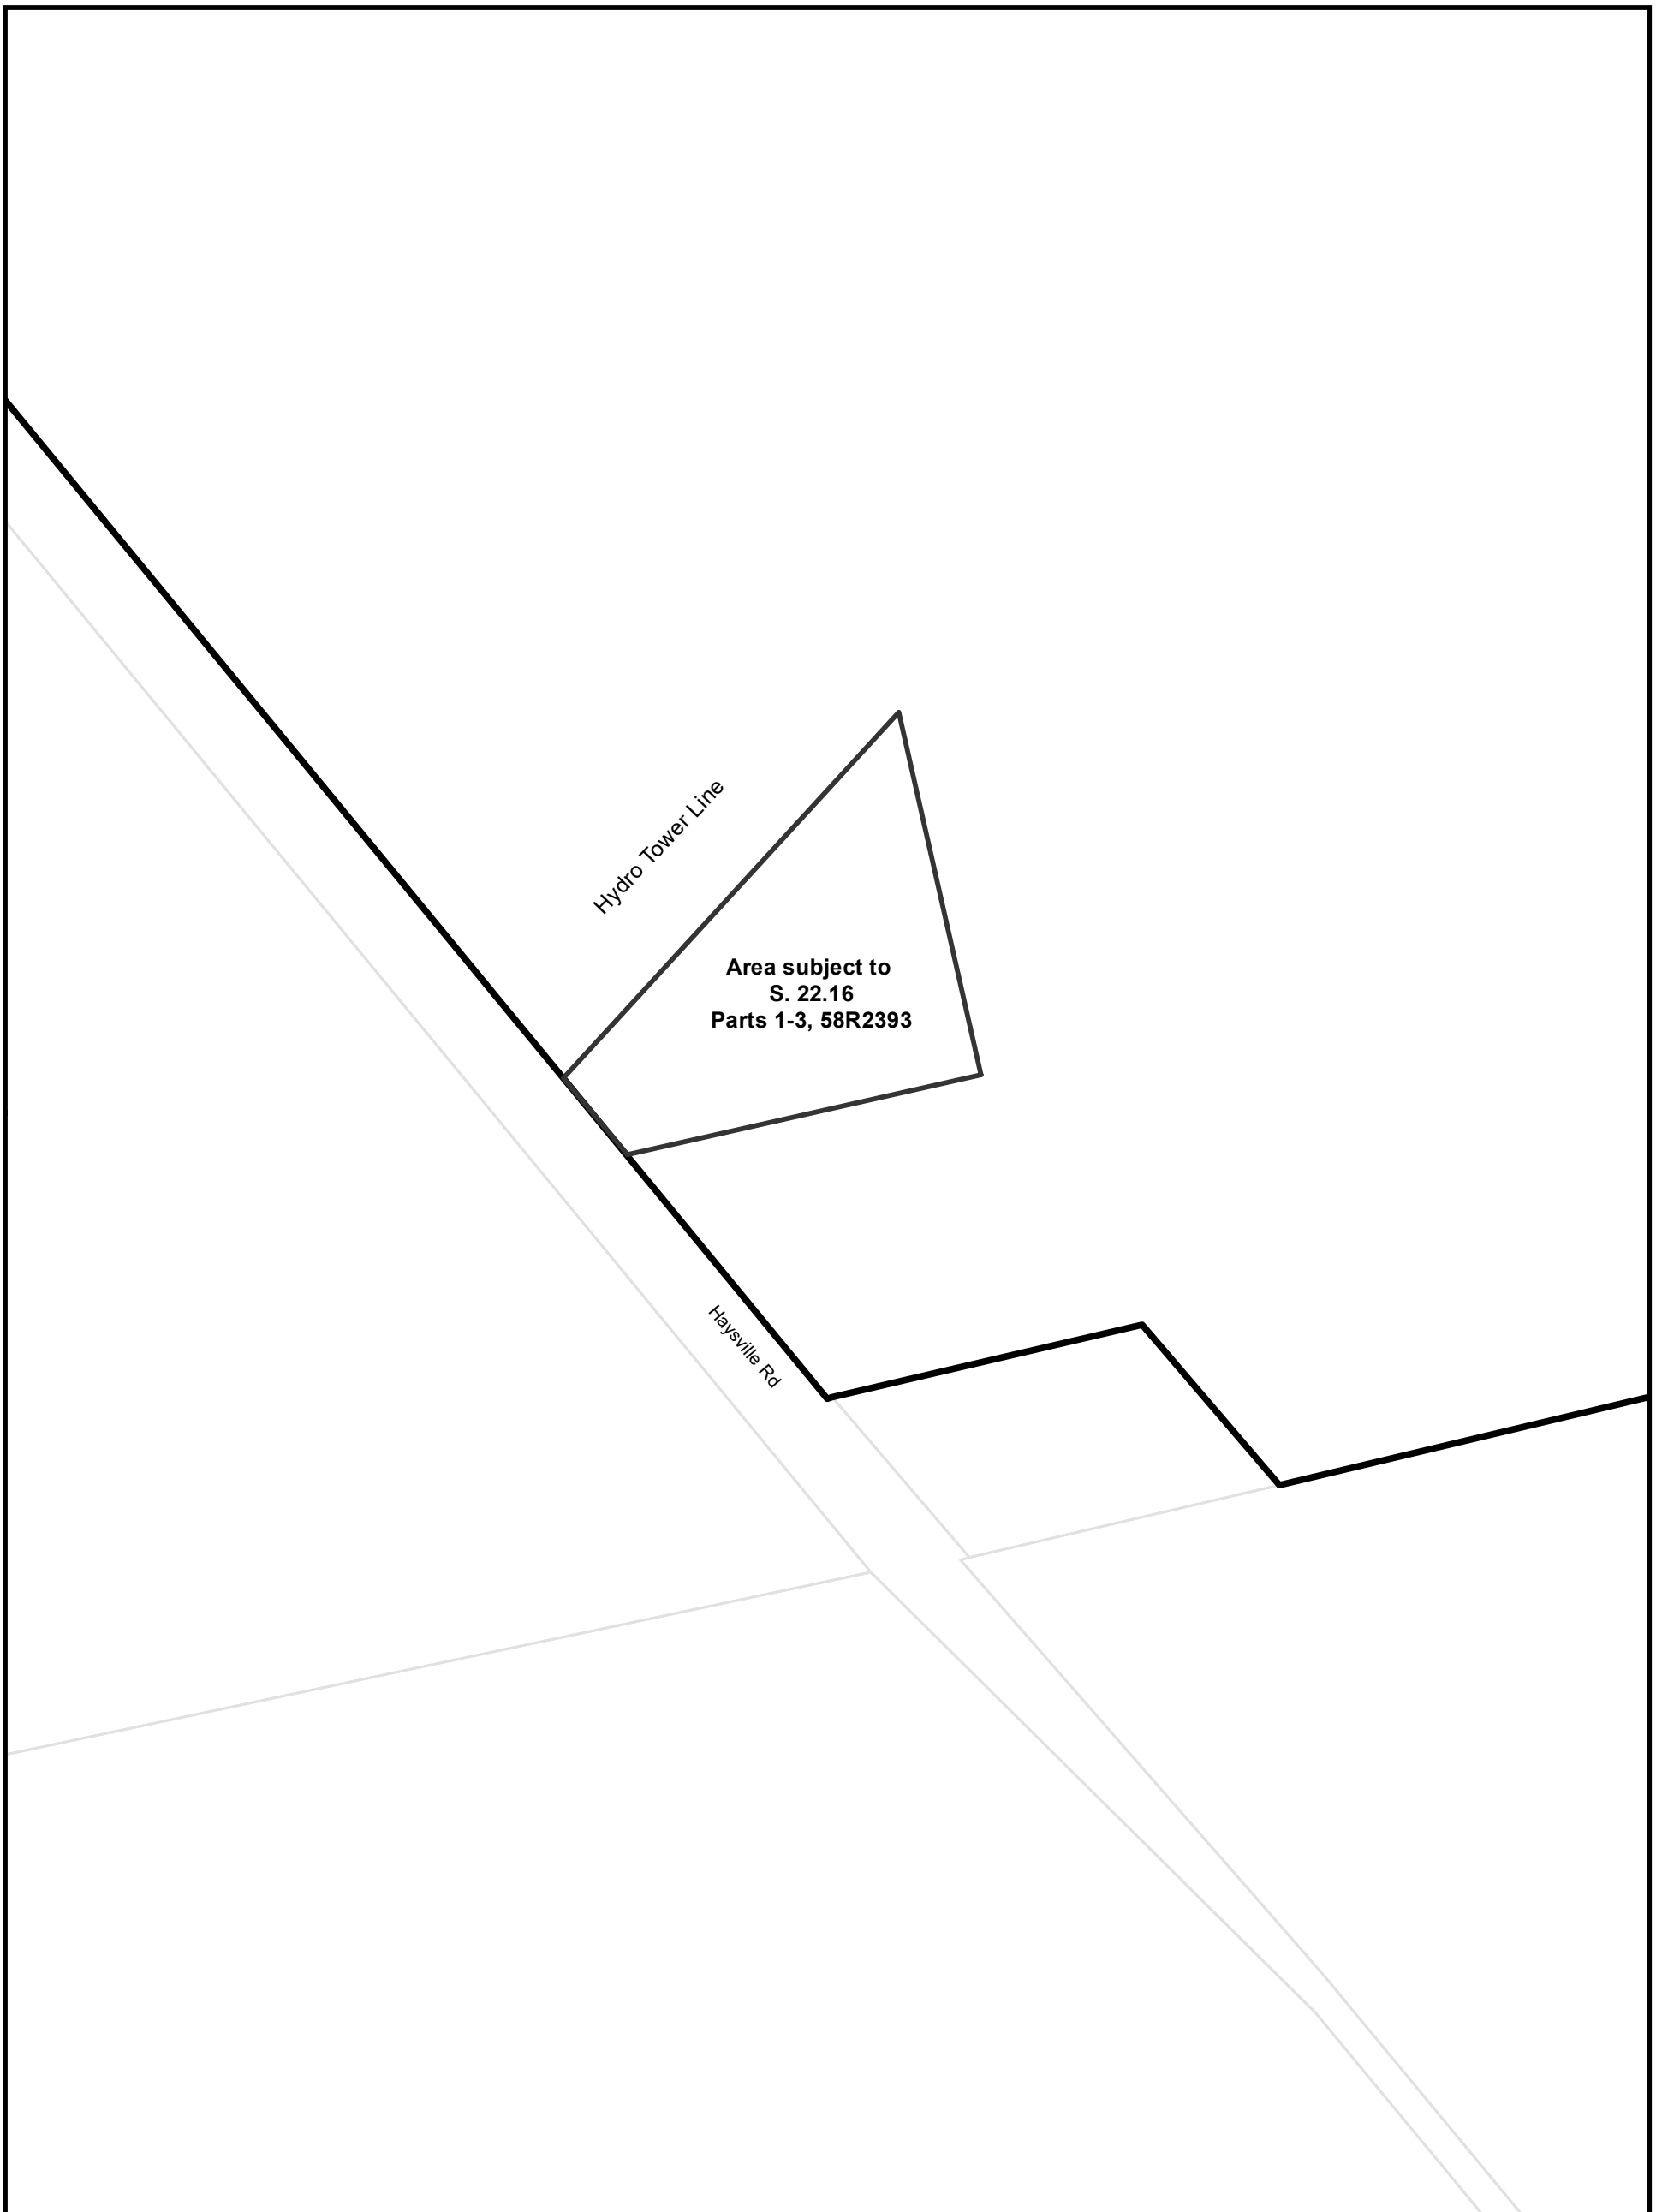 Hydro Tower Line
Area subject to
S. 22.16
Parts 1-3, 58R2393
Haysville Rd